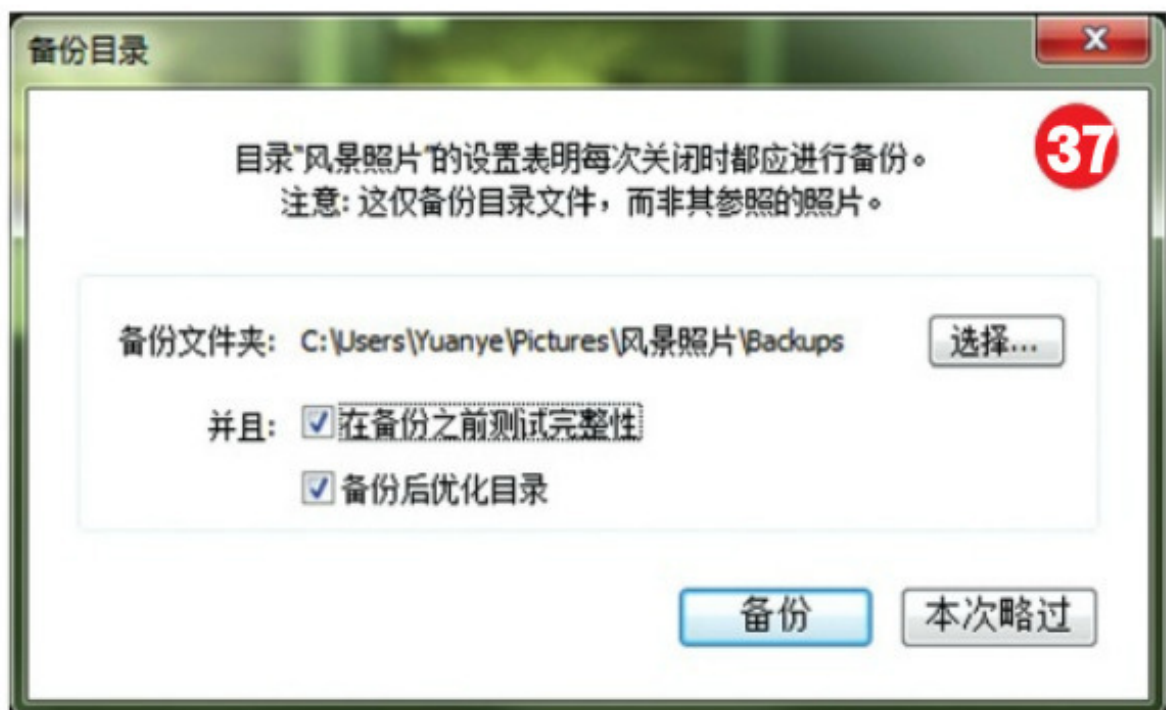 备份目录
37
目录“风景照片”的设置表明每次关闭时都应进行备份。
注意: 这仅备份目录文件，而非其参照的照片。
备份文件夹: C:\Users\Yuanye\Pictures\风景照片\Backups 选择...
并且: 在备份之前测试完整性
备份后优化目录
备份 本次略过